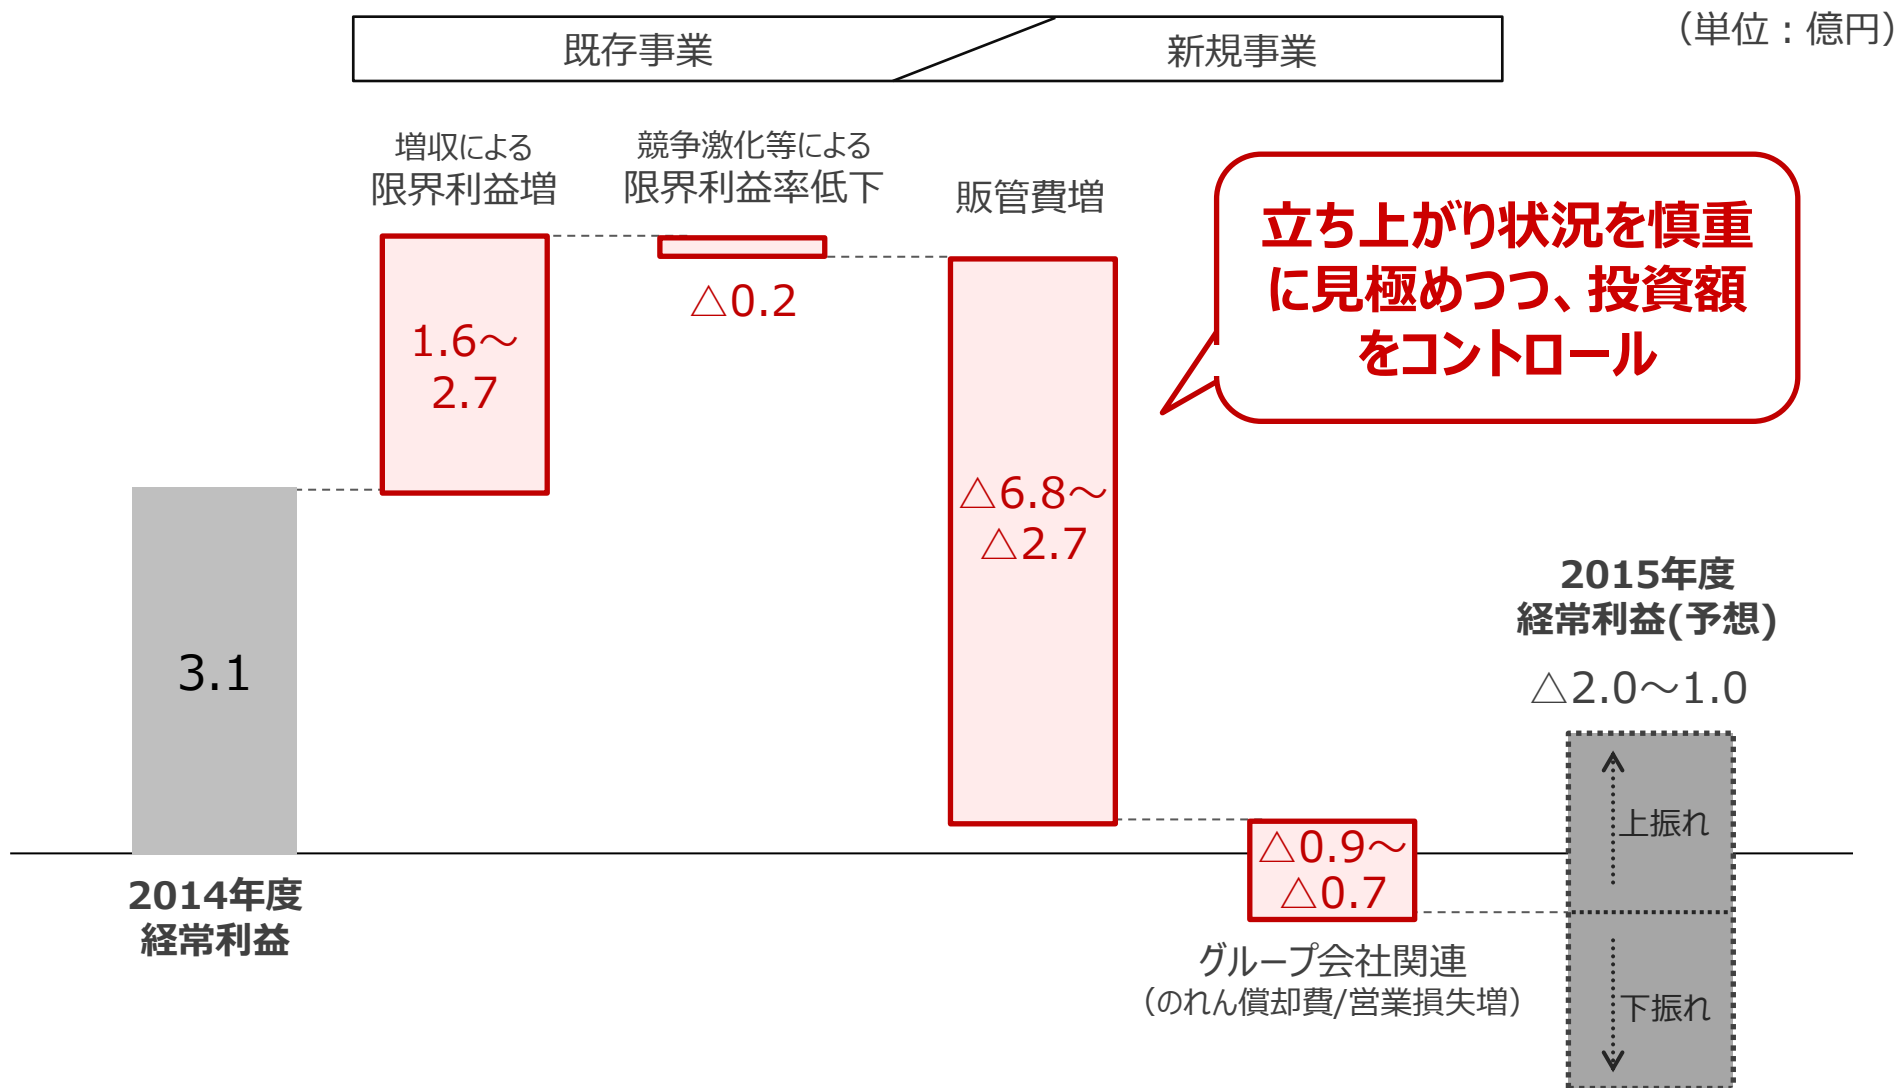 （単位：億円）
既存事業
新規事業
増収による
限界利益増
競争激化等による
限界利益率低下
販管費増
立ち上がり状況を慎重
に見極めつつ、投資額
をコントロール
1.6～
2.7
△0.2
△6.8～
△2.7
3.1
2014年度
経常利益
△0.9～
△0.7
グループ会社関連
（のれん償却費/営業損失増）
2015年度
経常利益(予想)
△2.0～1.0
上振れ
下振れ